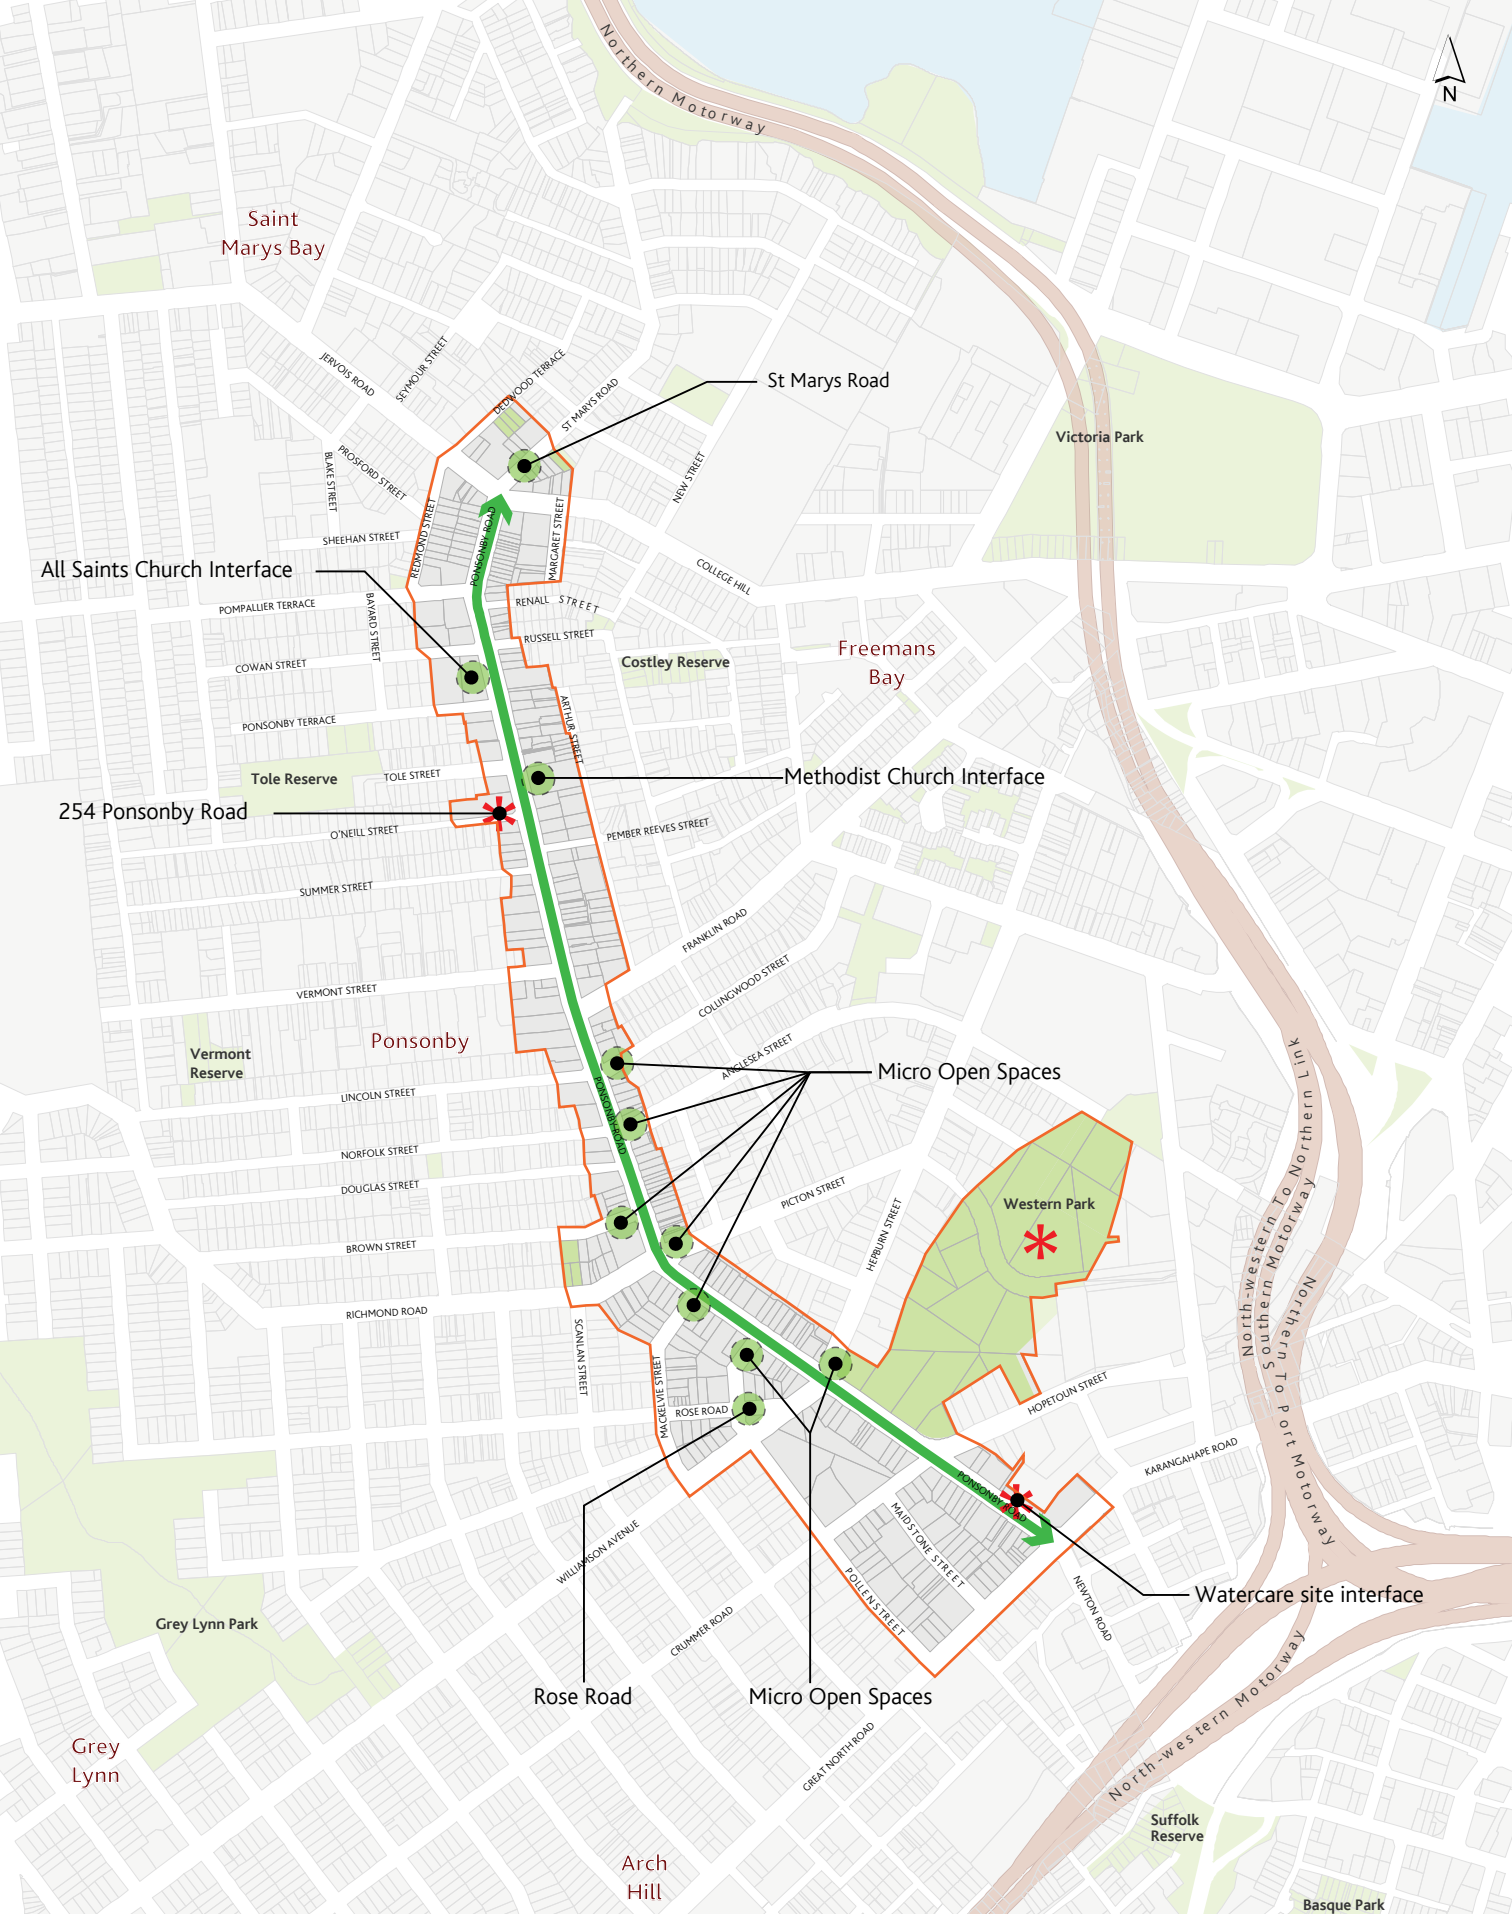 Northern Motorway
N
Saint
Marys Bay
JERVOIS ROAD
SEYMOUR STREET
DEDWOOD TERRACE
ST MARYS ROAD
St Marys Road
Victoria Park
BLAKE STREET
PROSFORD STREET
NEW STREET
REDMOND STREET
PONSONBY ROAD
MARGARET STREET
SHEEHAN STREET
All Saints Church Interface
COLLEGE HILL
POMPALLIER TERRACE
BAYARD STREET
RENALL STREET
RUSSELL STREET
COWAN STREET
Costley Reserve
Freemans
Bay
PONSONBY TERRACE
ARTHUR STREET
Tole Reserve
TOLE STREET
Methodist Church Interface
254 Ponsonby Road
O'NEILL STREET
PEMBER REEVES STREET
SUMMER STREET
FRANKLIN ROAD
VERMONT STREET
COLLINGWOOD STREET
Ponsonby
Vermont
Reserve
ANGLESEA STREET
Micro Open Spaces
LINCOLN STREET
PONSONBY ROAD
NORFOLK STREET
DOUGLAS STREET
PICTON STREET
HEPBURN STREET
Western Park
BROWN STREET
RICHMOND ROAD
SCANLAN STREET
MACKELVIE STREET
ROSE ROAD
HOPETOUN STREET
KARANGAHAPE ROAD
North-western To Northern Link
Southern Motorway
Northern To Port Motorway
PONSONBY ROAD
MAIDSTONE STREET
POLLEN STREET
WILLIAMSON AVENUE
NEWTON ROAD
Watercare site interface
Grey Lynn Park
CRUMMER ROAD
Rose Road
Micro Open Spaces
GREAT NORTH ROAD
North-western Motorway
Grey
Lynn
Suffolk
Reserve
Arch
Hill
Basque Park